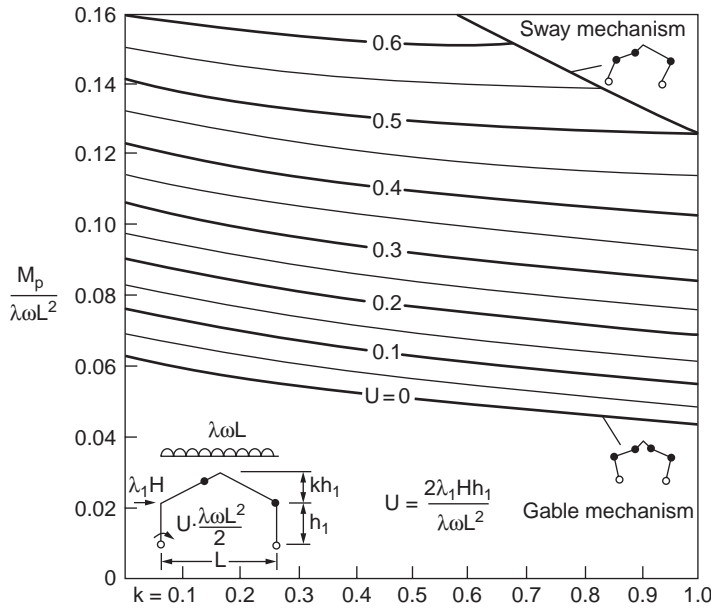 0.16
0.14
0.12
0.10
0.08
0.06
0.04
0.02
0
M_p
λωL²
Sway mechanism
0.6
0.5
0.4
0.3
0.2
0.1
U = 0
λωL
λ₁H
kh₁
h₁
U · λωL²
2
L
U = 2λ₁Hh₁
λωL²
Gable mechanism
k = 0.1 0.2 0.3 0.4 0.5 0.6 0.7 0.8 0.9 1.0